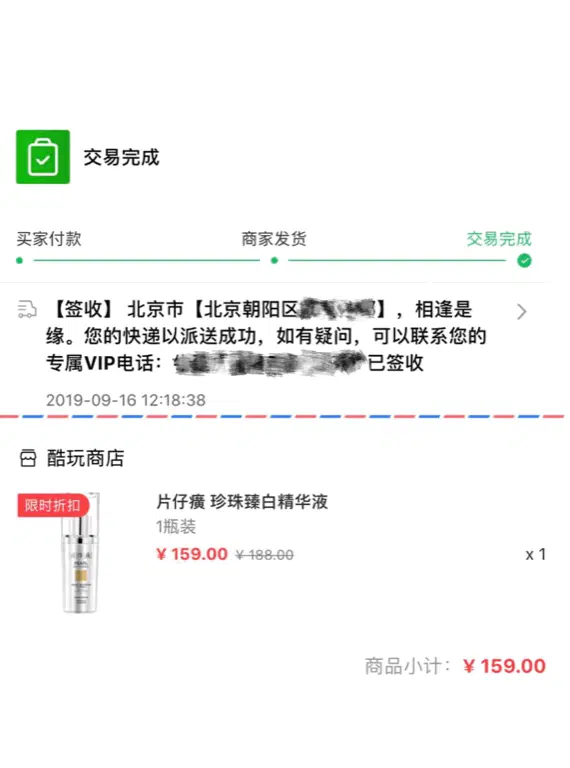 交易完成
买家付款
商家发货
交易完成
【签收】 北京市【北京朝阳区】，相逢是
缘。您的快递以派送成功，如有疑问，可以联系您的
专属VIP电话： 已签收
2019-09-16 12:18:38
酷玩商店
限时折扣
片仔癀 珍珠臻白精华液
1瓶装
¥ 159.00 ¥ 188.00
x 1
商品小计：¥ 159.00